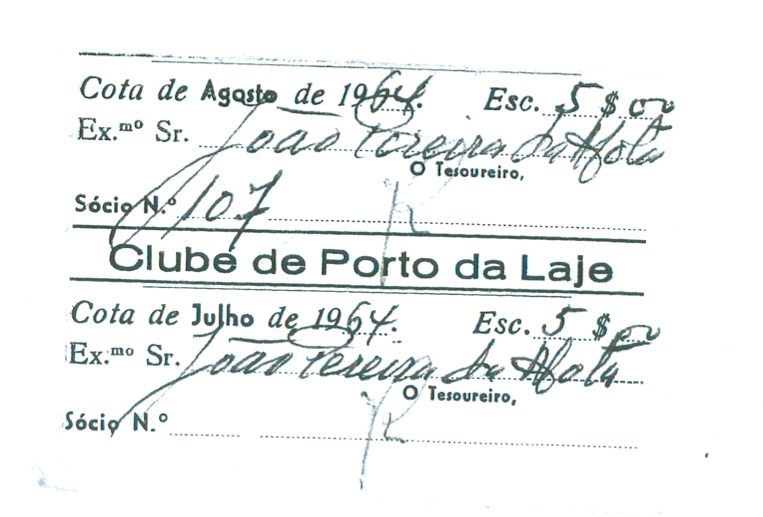 Cota de Agosto de 1964. Esc. 5 $ 00
Ex.mo Sr. João Pereira da Mota
O Tesoureiro,
Sócio N.º 107
Clube de Porto da Laje
Cota de Julho de 1964. Esc. 5 $ 00
Ex.mo Sr. João Pereira da Mota
O Tesoureiro,
Sócio N.º